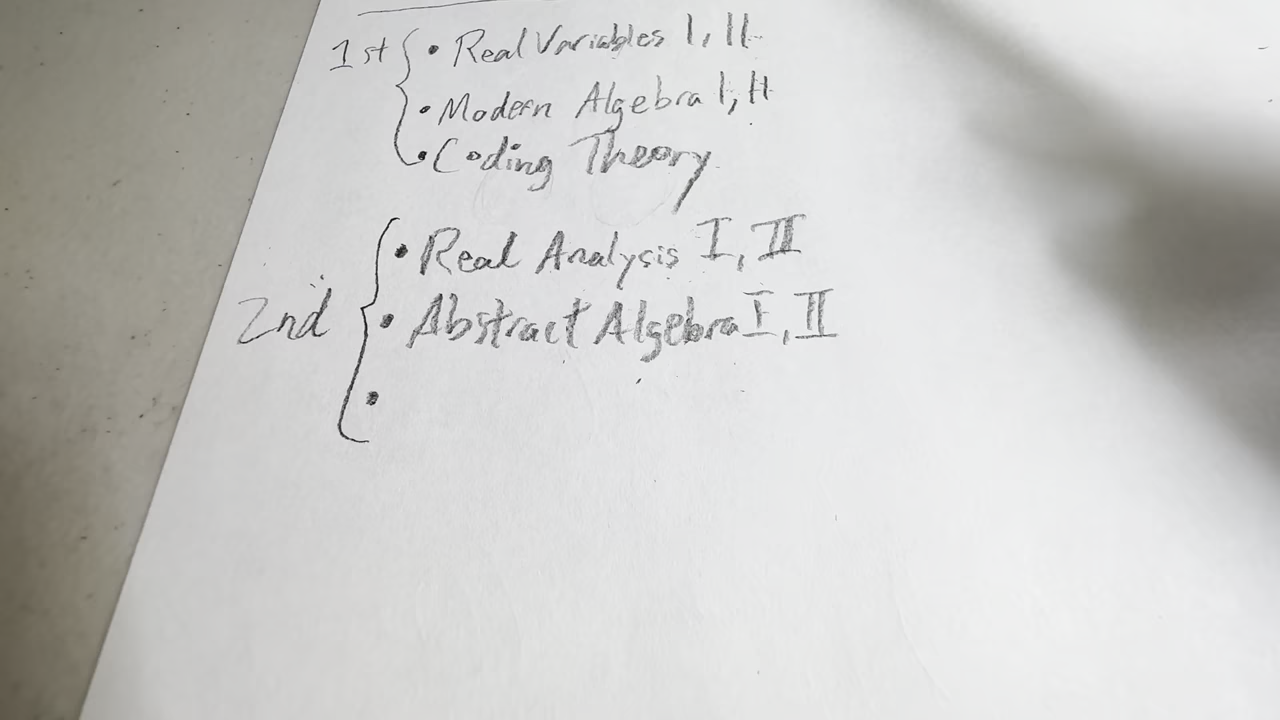 1st { • Real Variables I, II
• Modern Algebra I, II
• Coding Theory
2nd { • Real Analysis I, II
• Abstract Algebra I, II
•